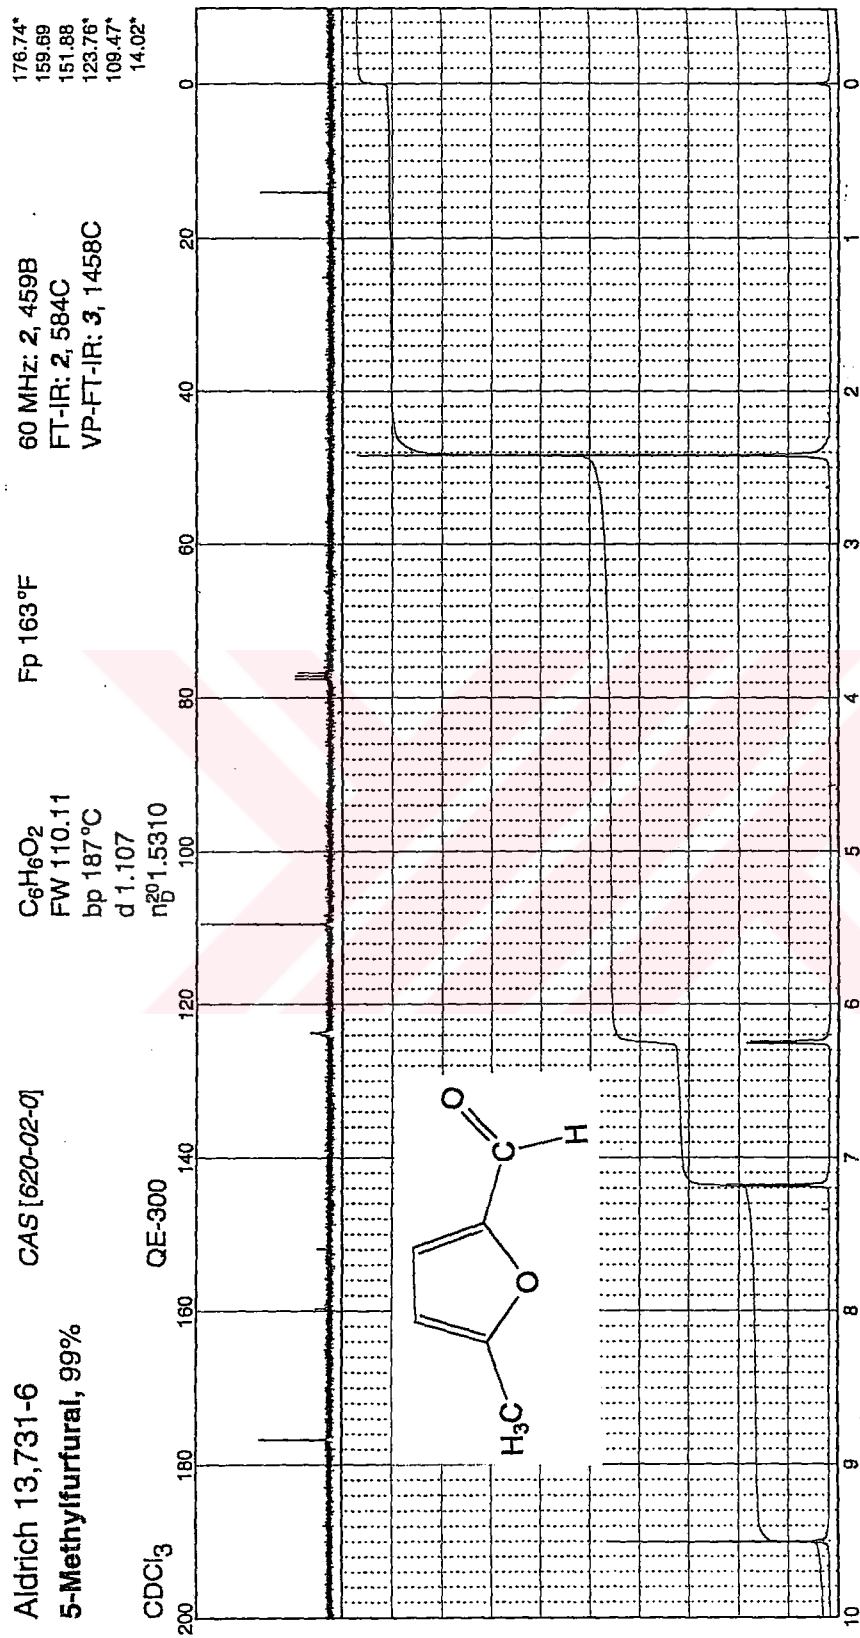 Aldrich 13,731-6
5-Methylfurfural, 99%
CAS [620-02-0]
C₆H₆O₂
FW 110.11
bp 187°C
d 1.107
n²⁰_D 1.5310
Fp 163°F
60 MHz: 2, 459B
FT-IR: 2, 584C
VP-FT-IR: 3, 1458C
176.74*
159.69
151.88
123.76*
109.47*
14.02*
CDCl₃
QE-300
200 180 160 140 120 100 80 60 40 20 0
H₃C
O
C
O
H
10 9 8 7 6 5 4 3 2 1 0